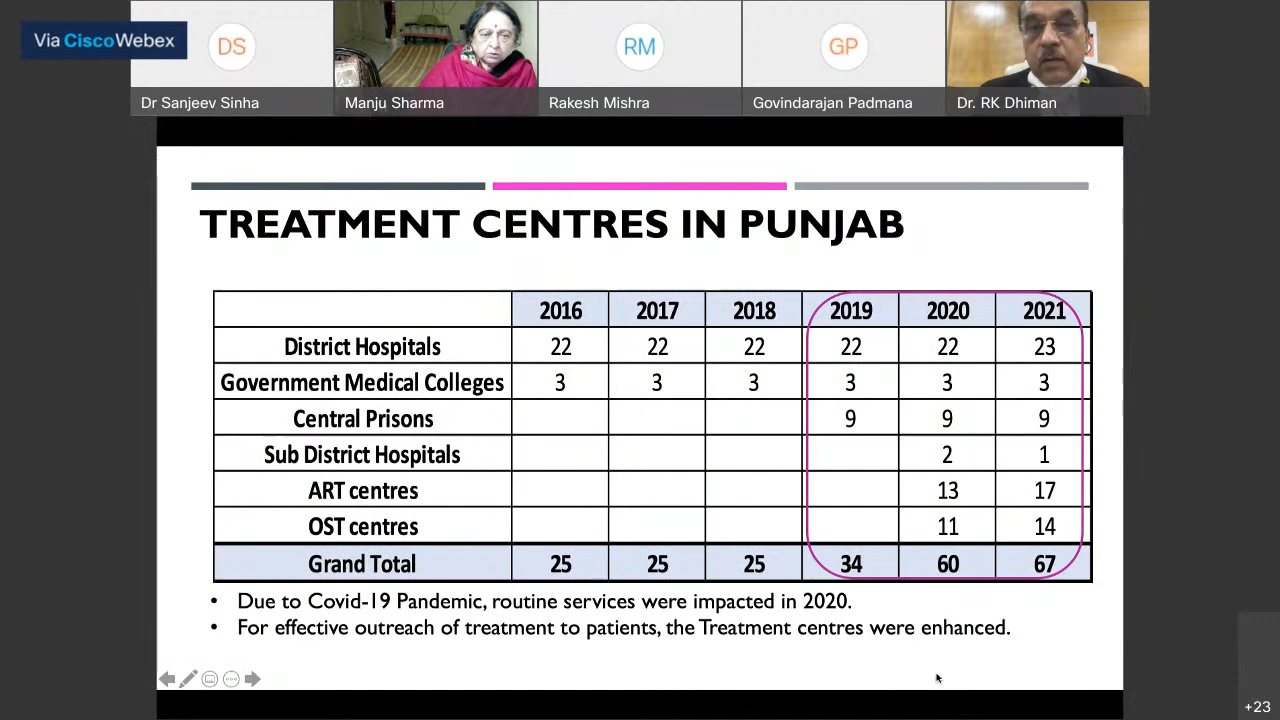 Via Cisco Webex
DS
RM
GP
Dr Sanjeev Sinha
Manju Sharma
Rakesh Mishra
Govindarajan Padmana
Dr. RK Dhiman
TREATMENT CENTRES IN PUNJAB
2016 2017 2018 2019 2020 2021
District Hospitals 22 22 22 22 22 23
Government Medical Colleges 3 3 3 3 3 3
Central Prisons 9 9 9
Sub District Hospitals 2 1
ART centres 13 17
OST centres 11 14
Grand Total 25 25 25 34 60 67
• Due to Covid-19 Pandemic, routine services were impacted in 2020.
• For effective outreach of treatment to patients, the Treatment centres were enhanced.
+23